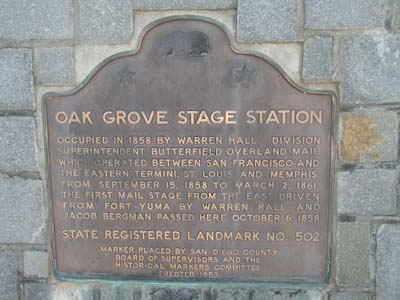 OAK GROVE STAGE STATION
OCCUPIED IN 1858 BY WARREN HALL, DIVISION
SUPERINTENDENT BUTTERFIELD OVERLAND MAIL
WHICH OPERATED BETWEEN SAN FRANCISCO AND
THE EASTERN TERMINI, ST. LOUIS AND MEMPHIS,
FROM SEPTEMBER 15, 1858 TO MARCH 2, 1861.
THE FIRST MAIL STAGE FROM THE EAST DRIVEN
FROM FORT YUMA BY WARREN HALL AND
JACOB BERGMAN PASSED HERE OCTOBER 6, 1858
STATE REGISTERED LANDMARK NO. 502
MARKER PLACED BY SAN DIEGO COUNTY
BOARD OF SUPERVISORS AND THE
HISTORICAL MARKERS COMMITTEE
ERECTED 1953